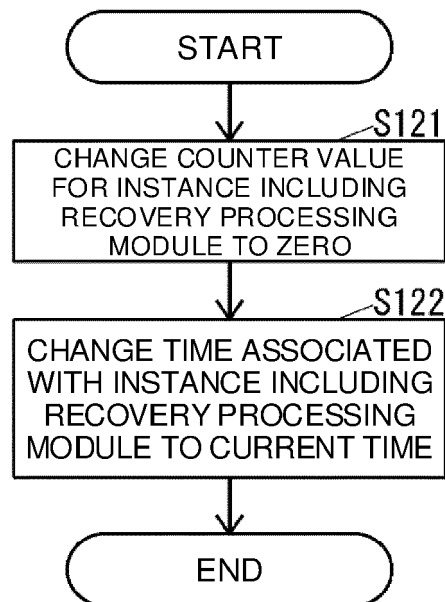 START
S121
CHANGE COUNTER VALUE
FOR INSTANCE INCLUDING
RECOVERY PROCESSING
MODULE TO ZERO
S122
CHANGE TIME ASSOCIATED
WITH INSTANCE INCLUDING
RECOVERY PROCESSING
MODULE TO CURRENT TIME
END